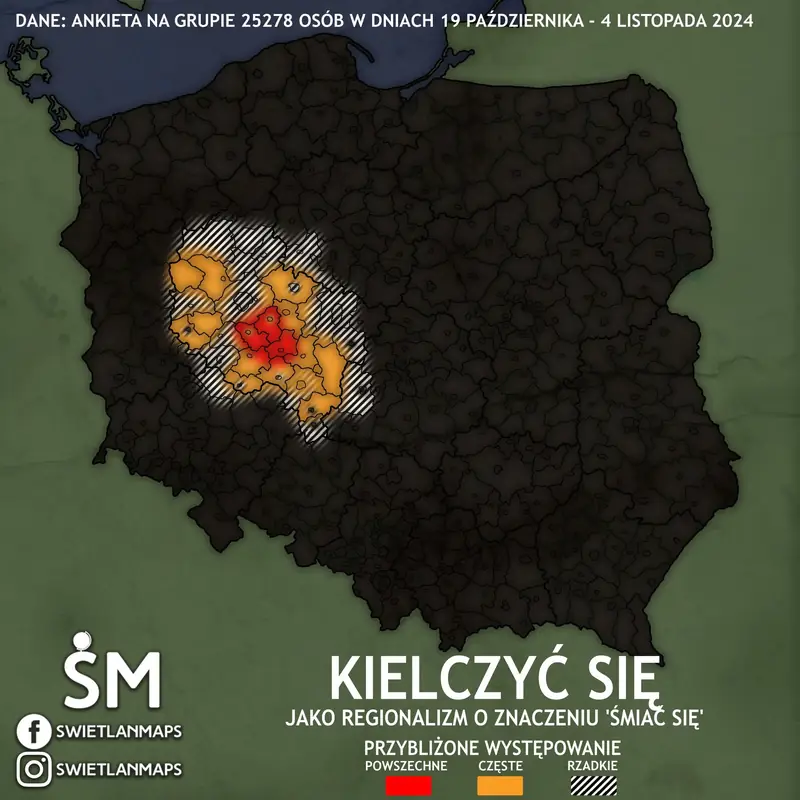 DANE: ANKIETA NA GRUPIE 25278 OSÓB W DNIACH 19 PAŹDZIERNIKA - 4 LISTOPADA 2024
ŚM
SWIETLANMAPS
SWIETLANMAPS
KIELCZYĆ SIĘ
JAKO REGIONALIZM O ZNACZENIU 'ŚMIAĆ SIĘ'
PRZYBLIŻONE WYSTĘPOWANIE
POWSZECHNE CZĘSTE RZADKIE